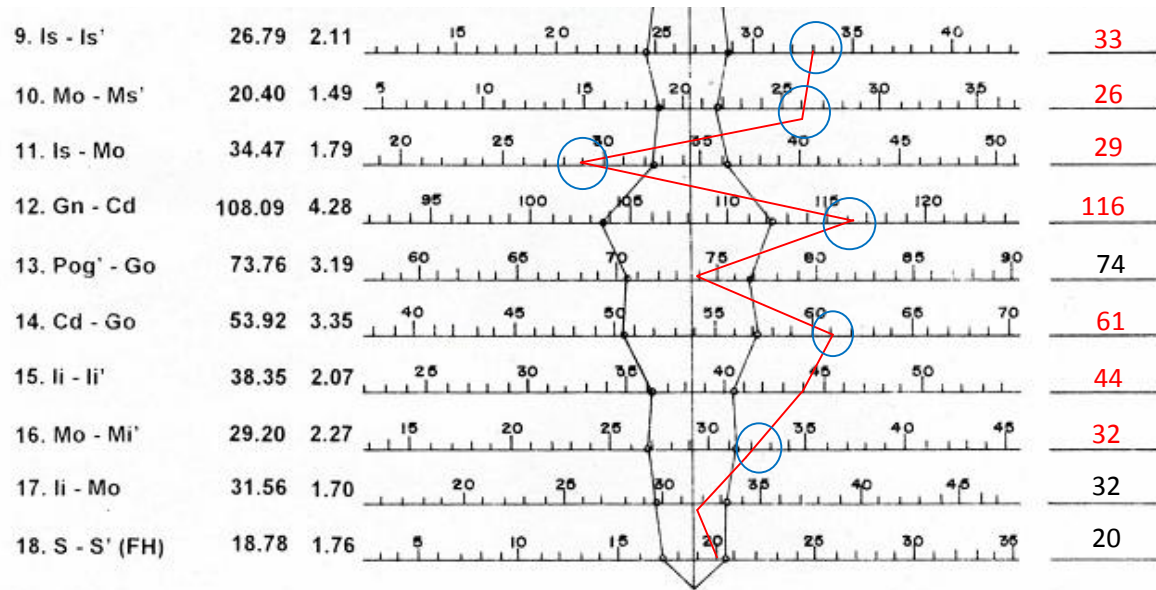 9. Is - Is' 26.79 2.11 15 21 25 30 35 40 33
10. Mo - Ms' 20.40 1.49 5 10 15 20 25 30 35 26
11. Is - Mo 34.47 1.79 20 25 30 35 40 45 50 29
12. Gn - Cd 108.09 4.28 95 100 105 110 115 120 116
13. Pog' - Go 73.76 3.19 60 65 70 75 80 85 90 74
14. Cd - Go 53.92 3.35 40 45 50 55 60 65 70 61
15. Ii - Ii' 38.35 2.07 25 30 35 40 45 50 44
16. Mo - Mi' 29.20 2.27 15 20 25 30 35 40 45 32
17. Ii - Mo 31.56 1.70 20 25 30 35 40 45 32
18. S - S' (FH) 18.78 1.76 5 10 15 20 25 30 35 20